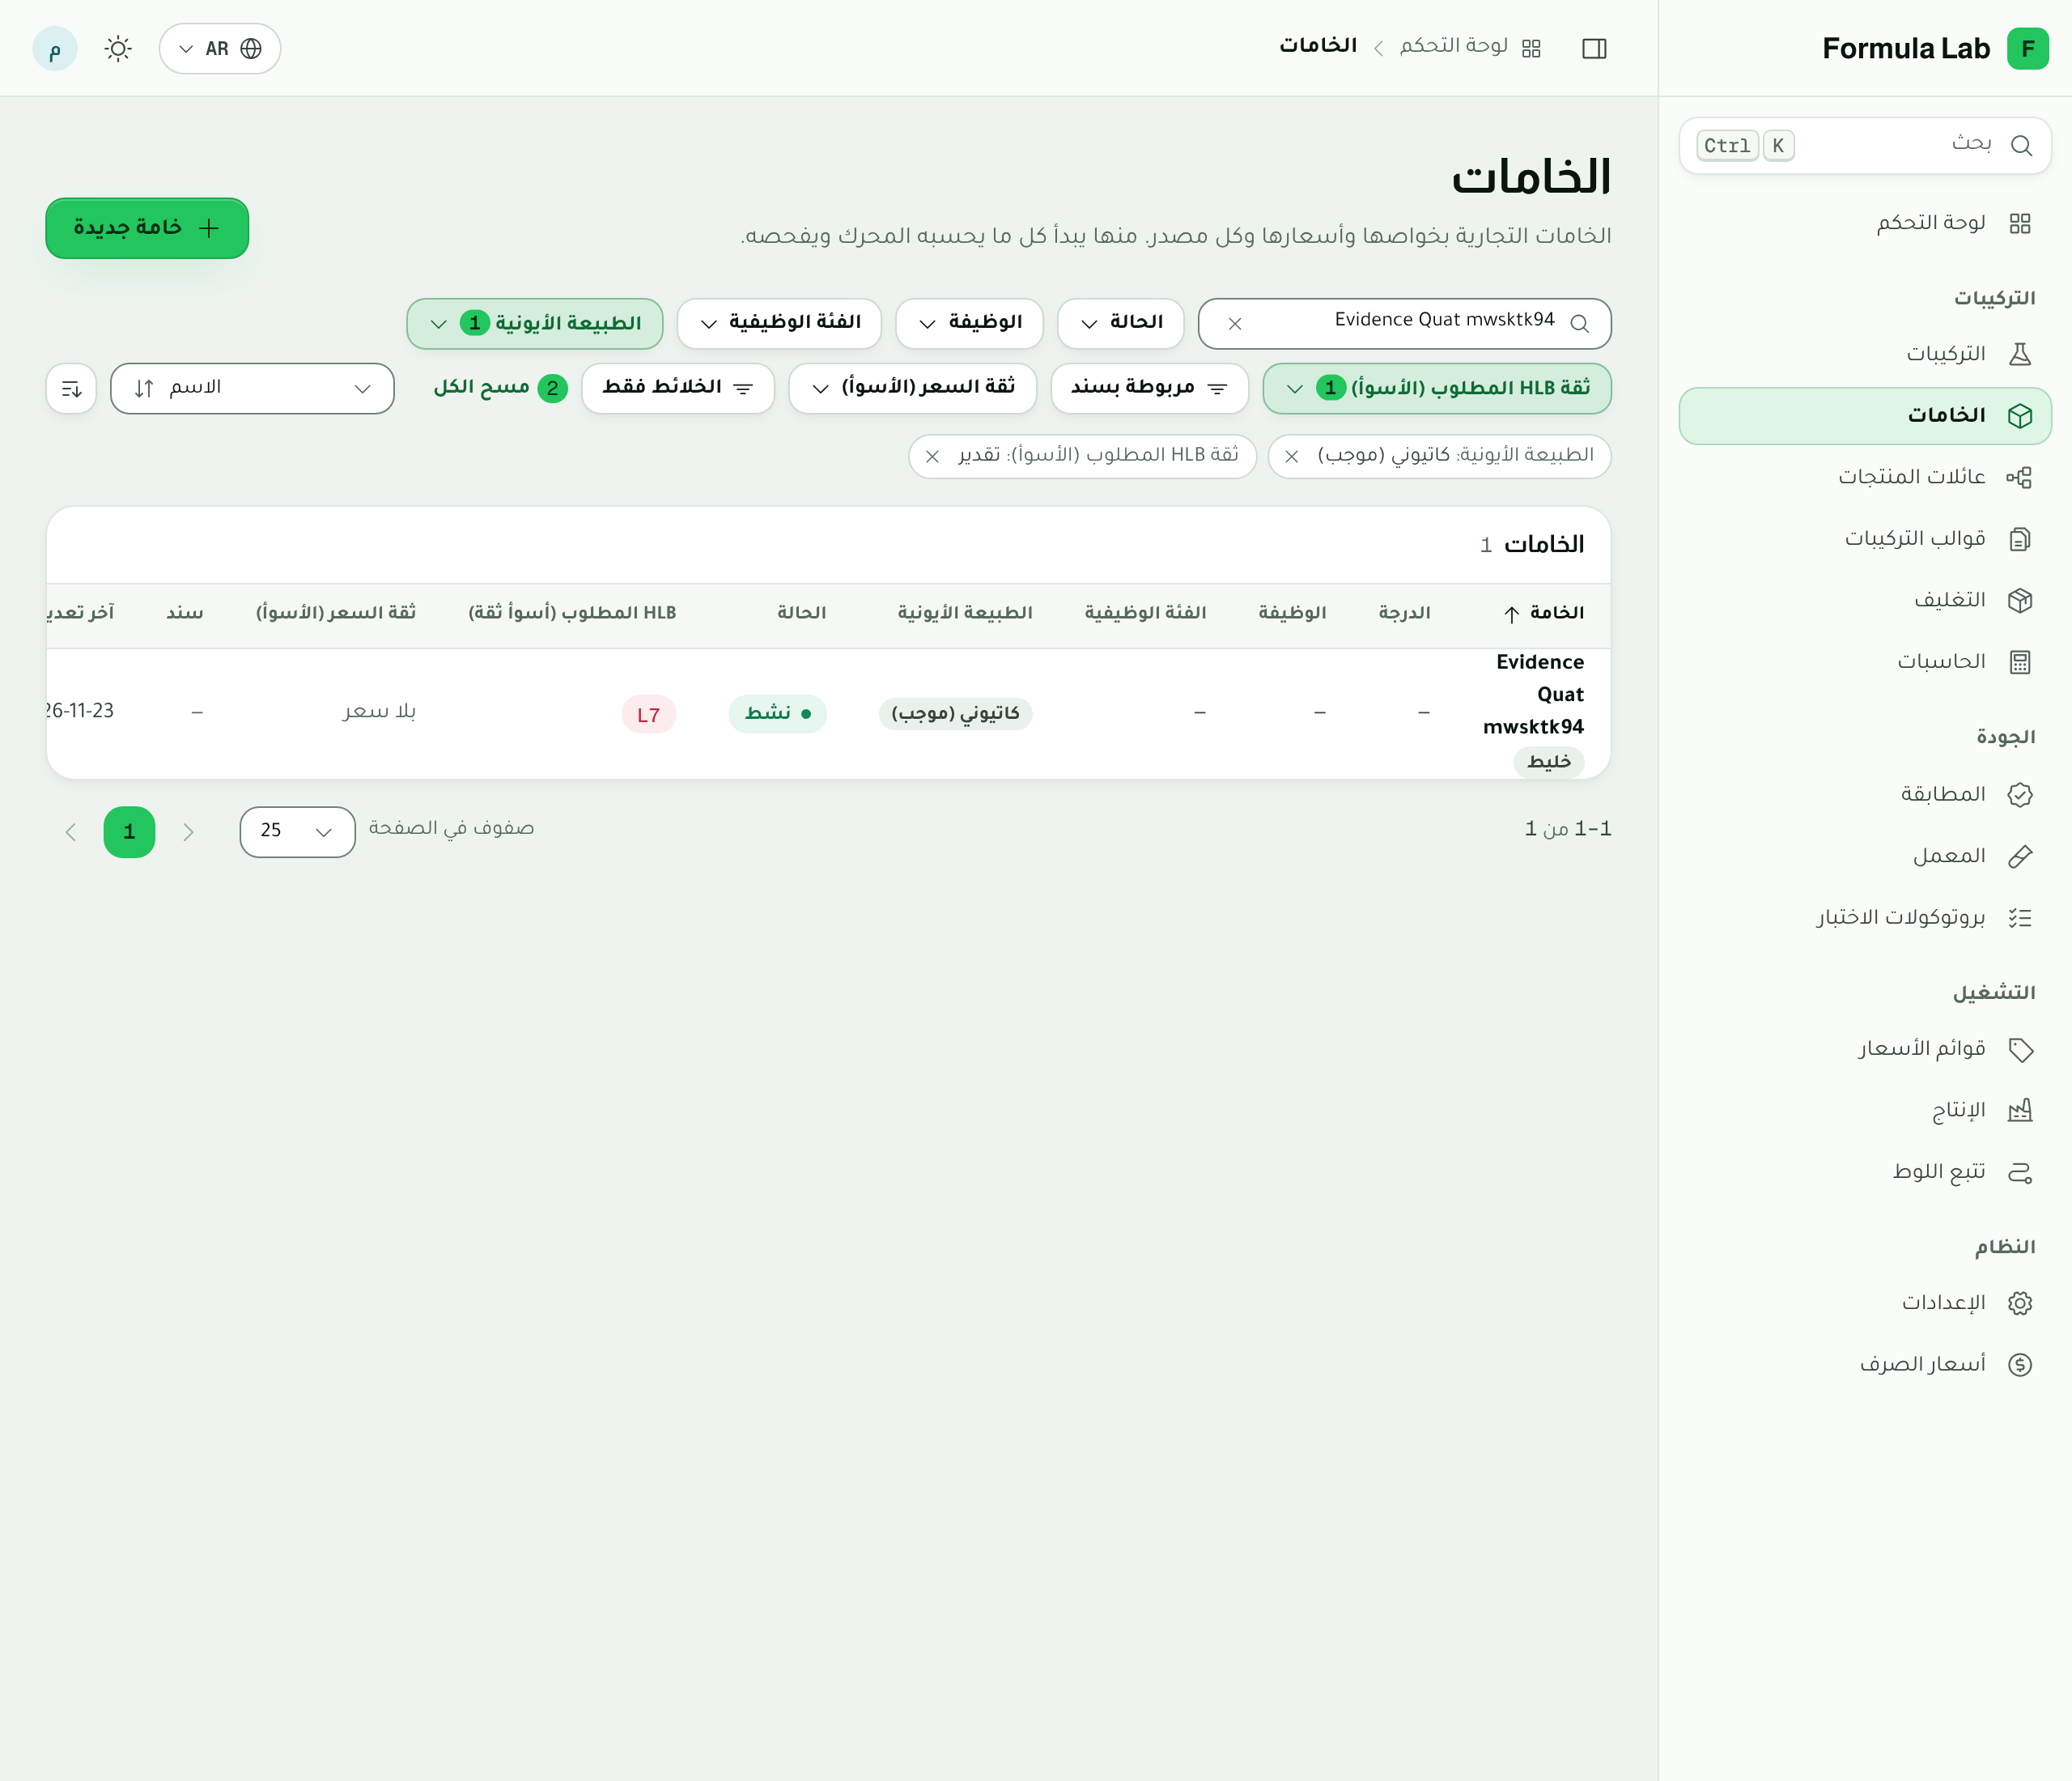 F Formula Lab
بحث Ctrl K
لوحة التحكم
التركيبات
التركيبات
الخامات
عائلات المنتجات
قوالب التركيبات
التغليف
الحاسبات
الجودة
المطابقة
المعمل
بروتوكولات الاختبار
التشغيل
قوائم الأسعار
الإنتاج
تتبع اللوط
النظام
الإعدادات
أسعار الصرف
لوحة التحكم الخامات
AR
م
الخامات
الخامات التجارية بخواصها وأسعارها وكل مصدر. منها يبدأ كل ما يحسبه المحرك ويفحصه.
خامة جديدة
Evidence Quat mwsktk94 الحالة الوظيفة الفئة الوظيفية الطبيعة الأيونية 1
ثقة HLB المطلوب (الأسوأ) 1 مربوطة بسند ثقة السعر (الأسوأ) الخلائط فقط 2 مسح الكل الاسم
الطبيعة الأيونية: كاتيوني (موجب) ثقة HLB المطلوب (الأسوأ): تقدير
الخامات 1
الخامة الدرجة الوظيفة الفئة الوظيفية الطبيعة الأيونية الحالة HLB المطلوب (أسوأ ثقة) ثقة السعر (الأسوأ) سند آخر تعدي
Evidence
Quat
mwsktk94
خليط
– – – كاتيوني (موجب) نشط L7 بلا سعر – 26-11-23
1–1 من 1
صفوف في الصفحة 25 1